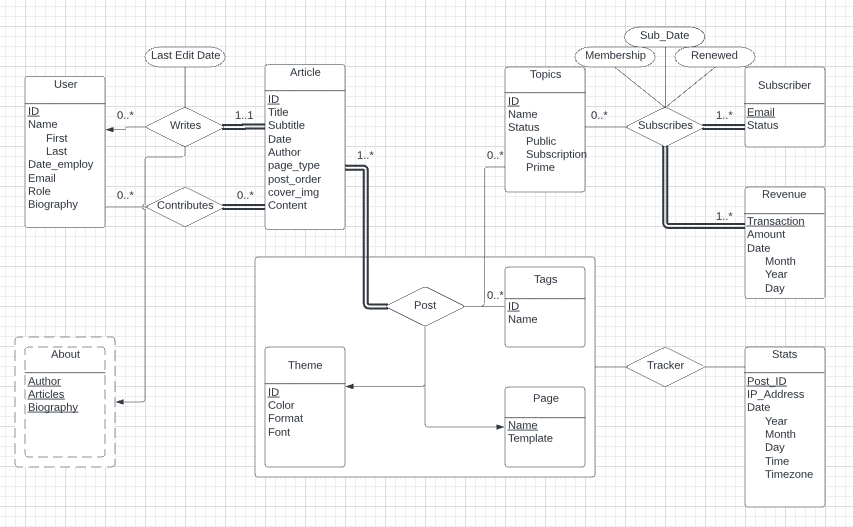 Last Edit Date
Sub_Date
Membership
Renewed
User
ID
Name
First
Last
Date_employ
Email
Role
Biography
0..*
Writes
1..1
0..*
Contributes
0..*
Article
ID
Title
Subtitle
Date
Author
page_type
post_order
cover_img
Content
1..*
Topics
ID
Name
Status
Public
Subscription
Prime
0..*
0..*
Subscribes
1..*
Subscriber
Email
Status
Revenue
Transaction
Amount
Date
Month
Year
Day
1..*
Post
0..*
Tags
ID
Name
About
Author
Articles
Biography
Theme
ID
Color
Format
Font
Page
Name
Template
Tracker
Stats
Post_ID
IP_Address
Date
Year
Month
Day
Time
Timezone